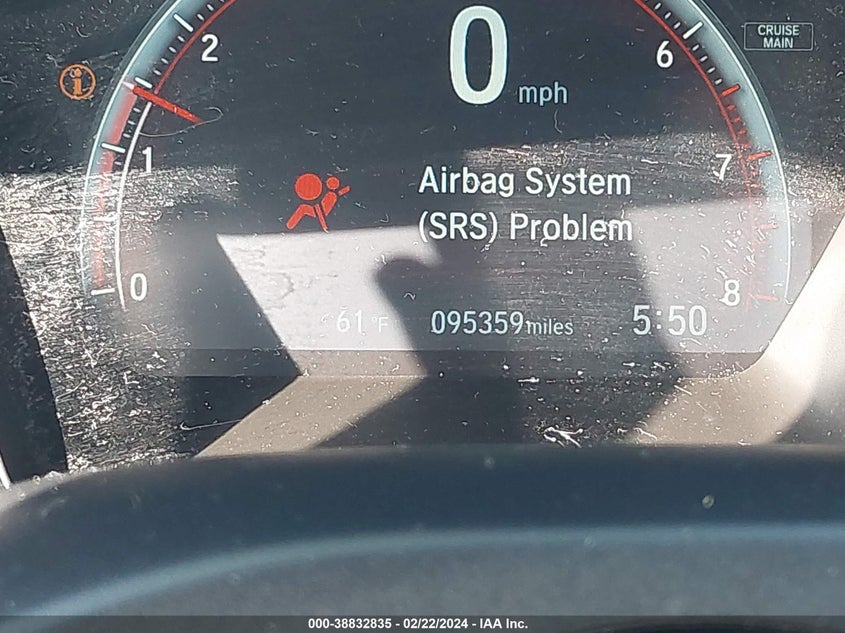 0 mph
CRUISE
MAIN
2
6
i
1
7
Airbag System
(SRS) Problem
0
8
61°F
095359miles
5:50
000-38832835 - 02/22/2024 - IAA Inc.